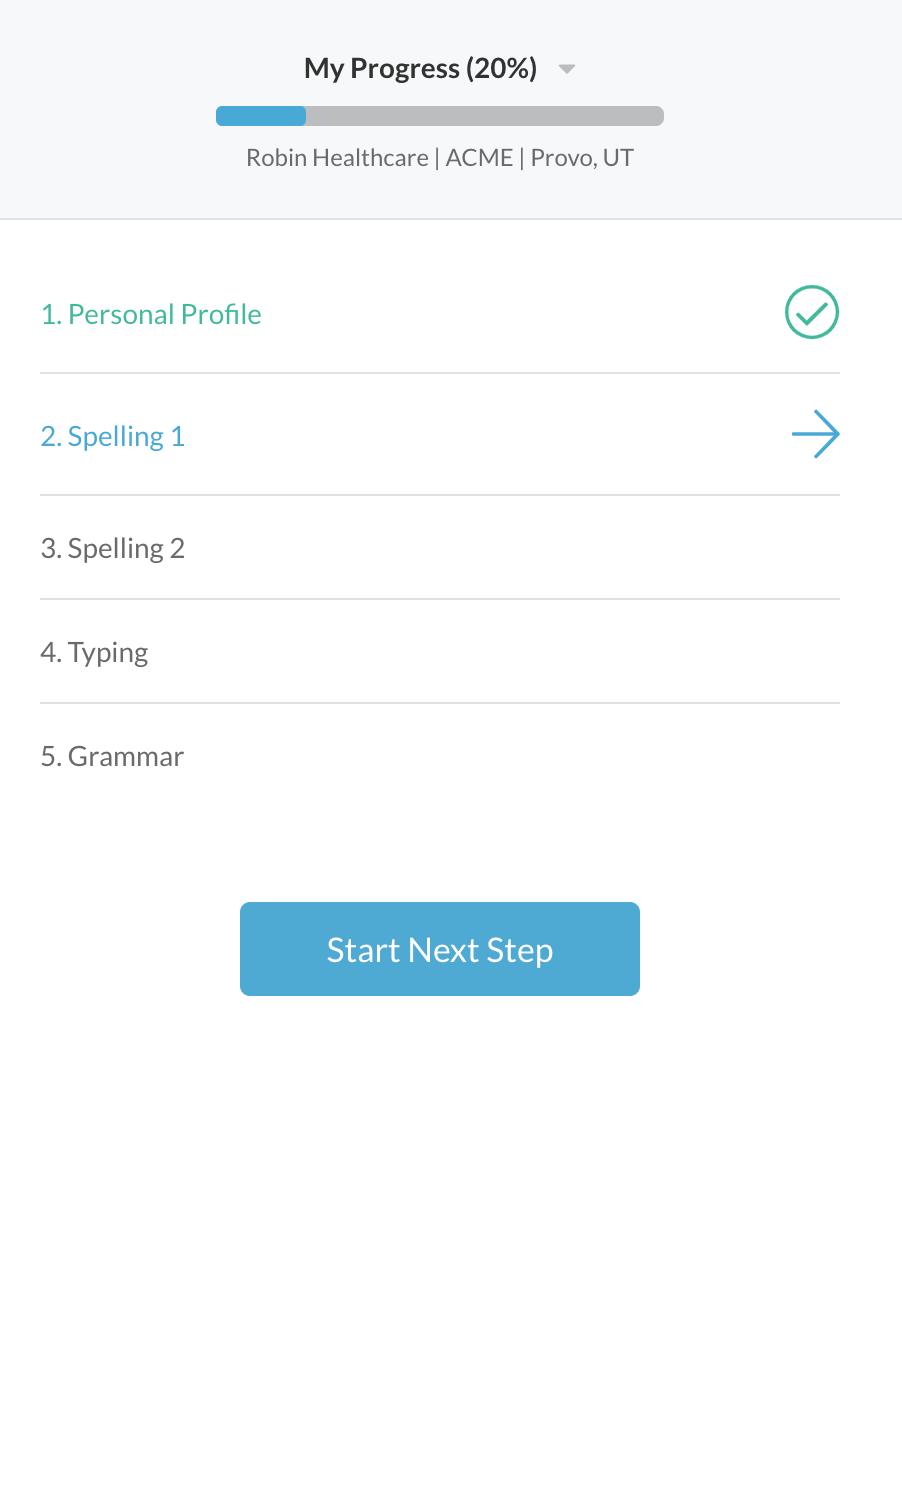 My Progress (20%)
Robin Healthcare | ACME | Provo, UT
1. Personal Profile
2. Spelling 1
3. Spelling 2
4. Typing
5. Grammar
Start Next Step